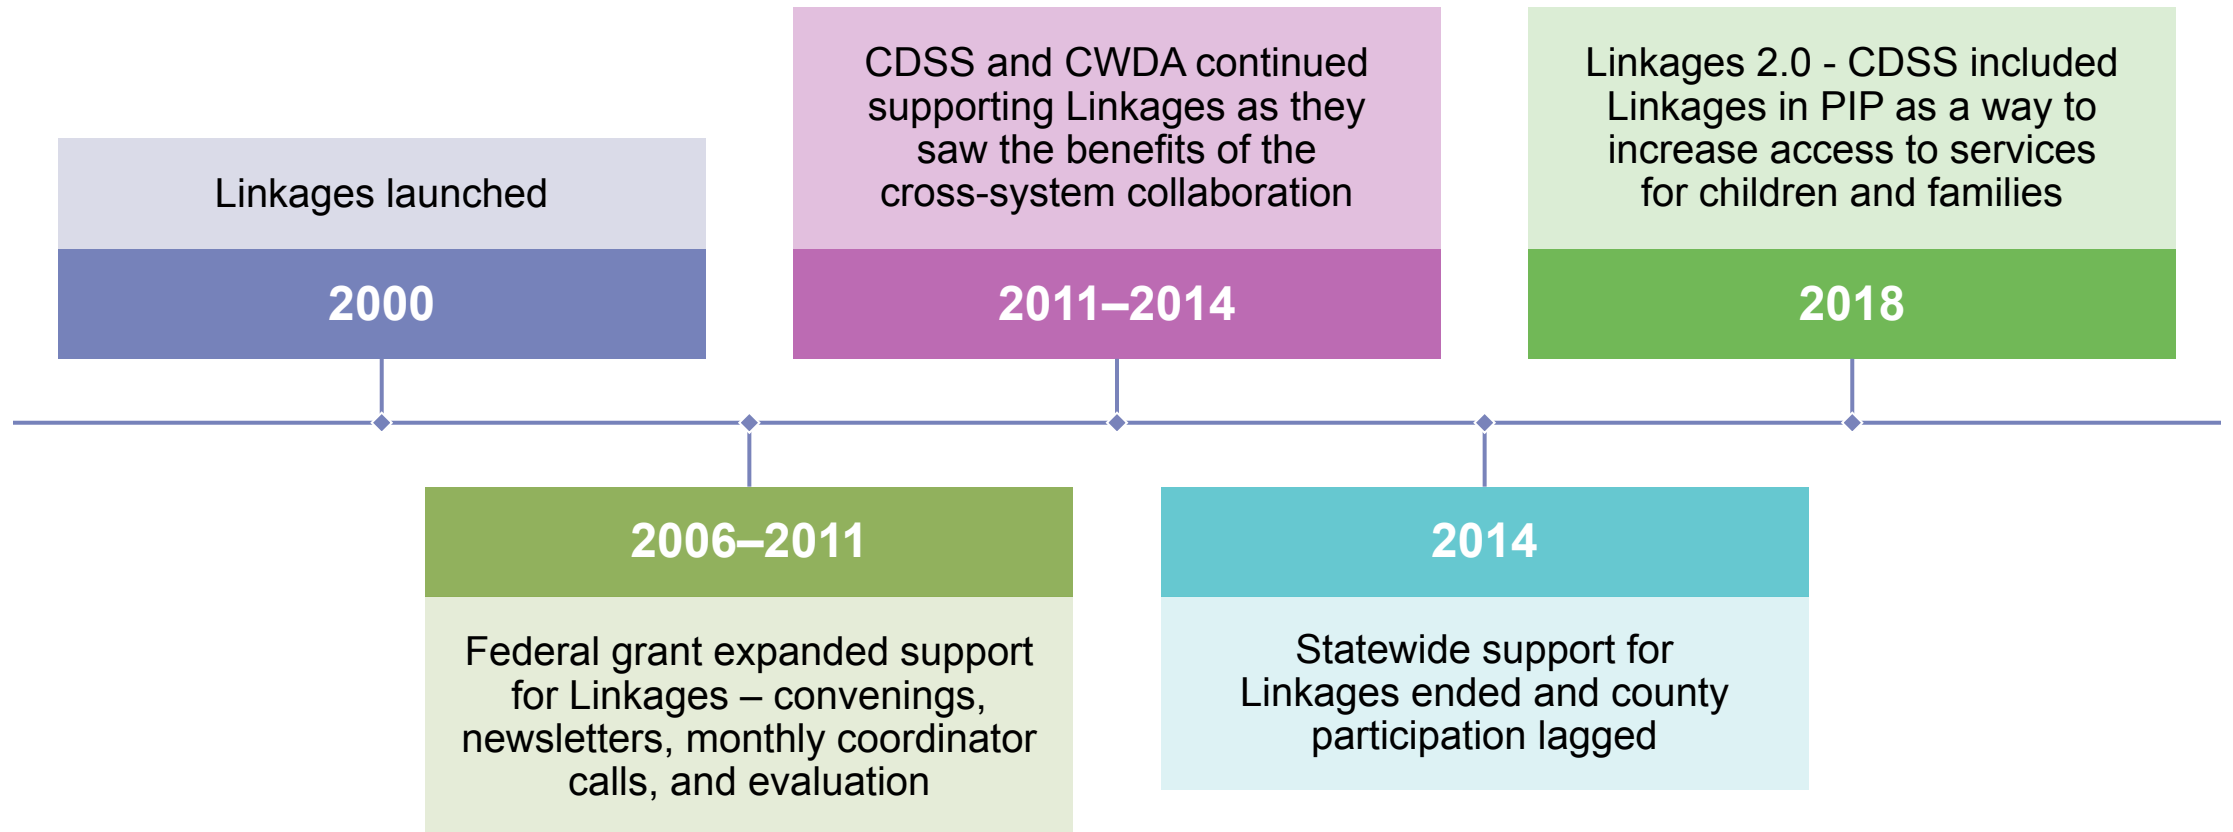 Linkages launched
2000
2006–2011
Federal grant expanded support
for Linkages – convenings,
newsletters, monthly coordinator
calls, and evaluation
CDSS and CWDA continued
supporting Linkages as they
saw the benefits of the
cross-system collaboration
2011–2014
2014
Statewide support for
Linkages ended and county
participation lagged
Linkages 2.0 - CDSS included
Linkages in PIP as a way to
increase access to services
for children and families
2018